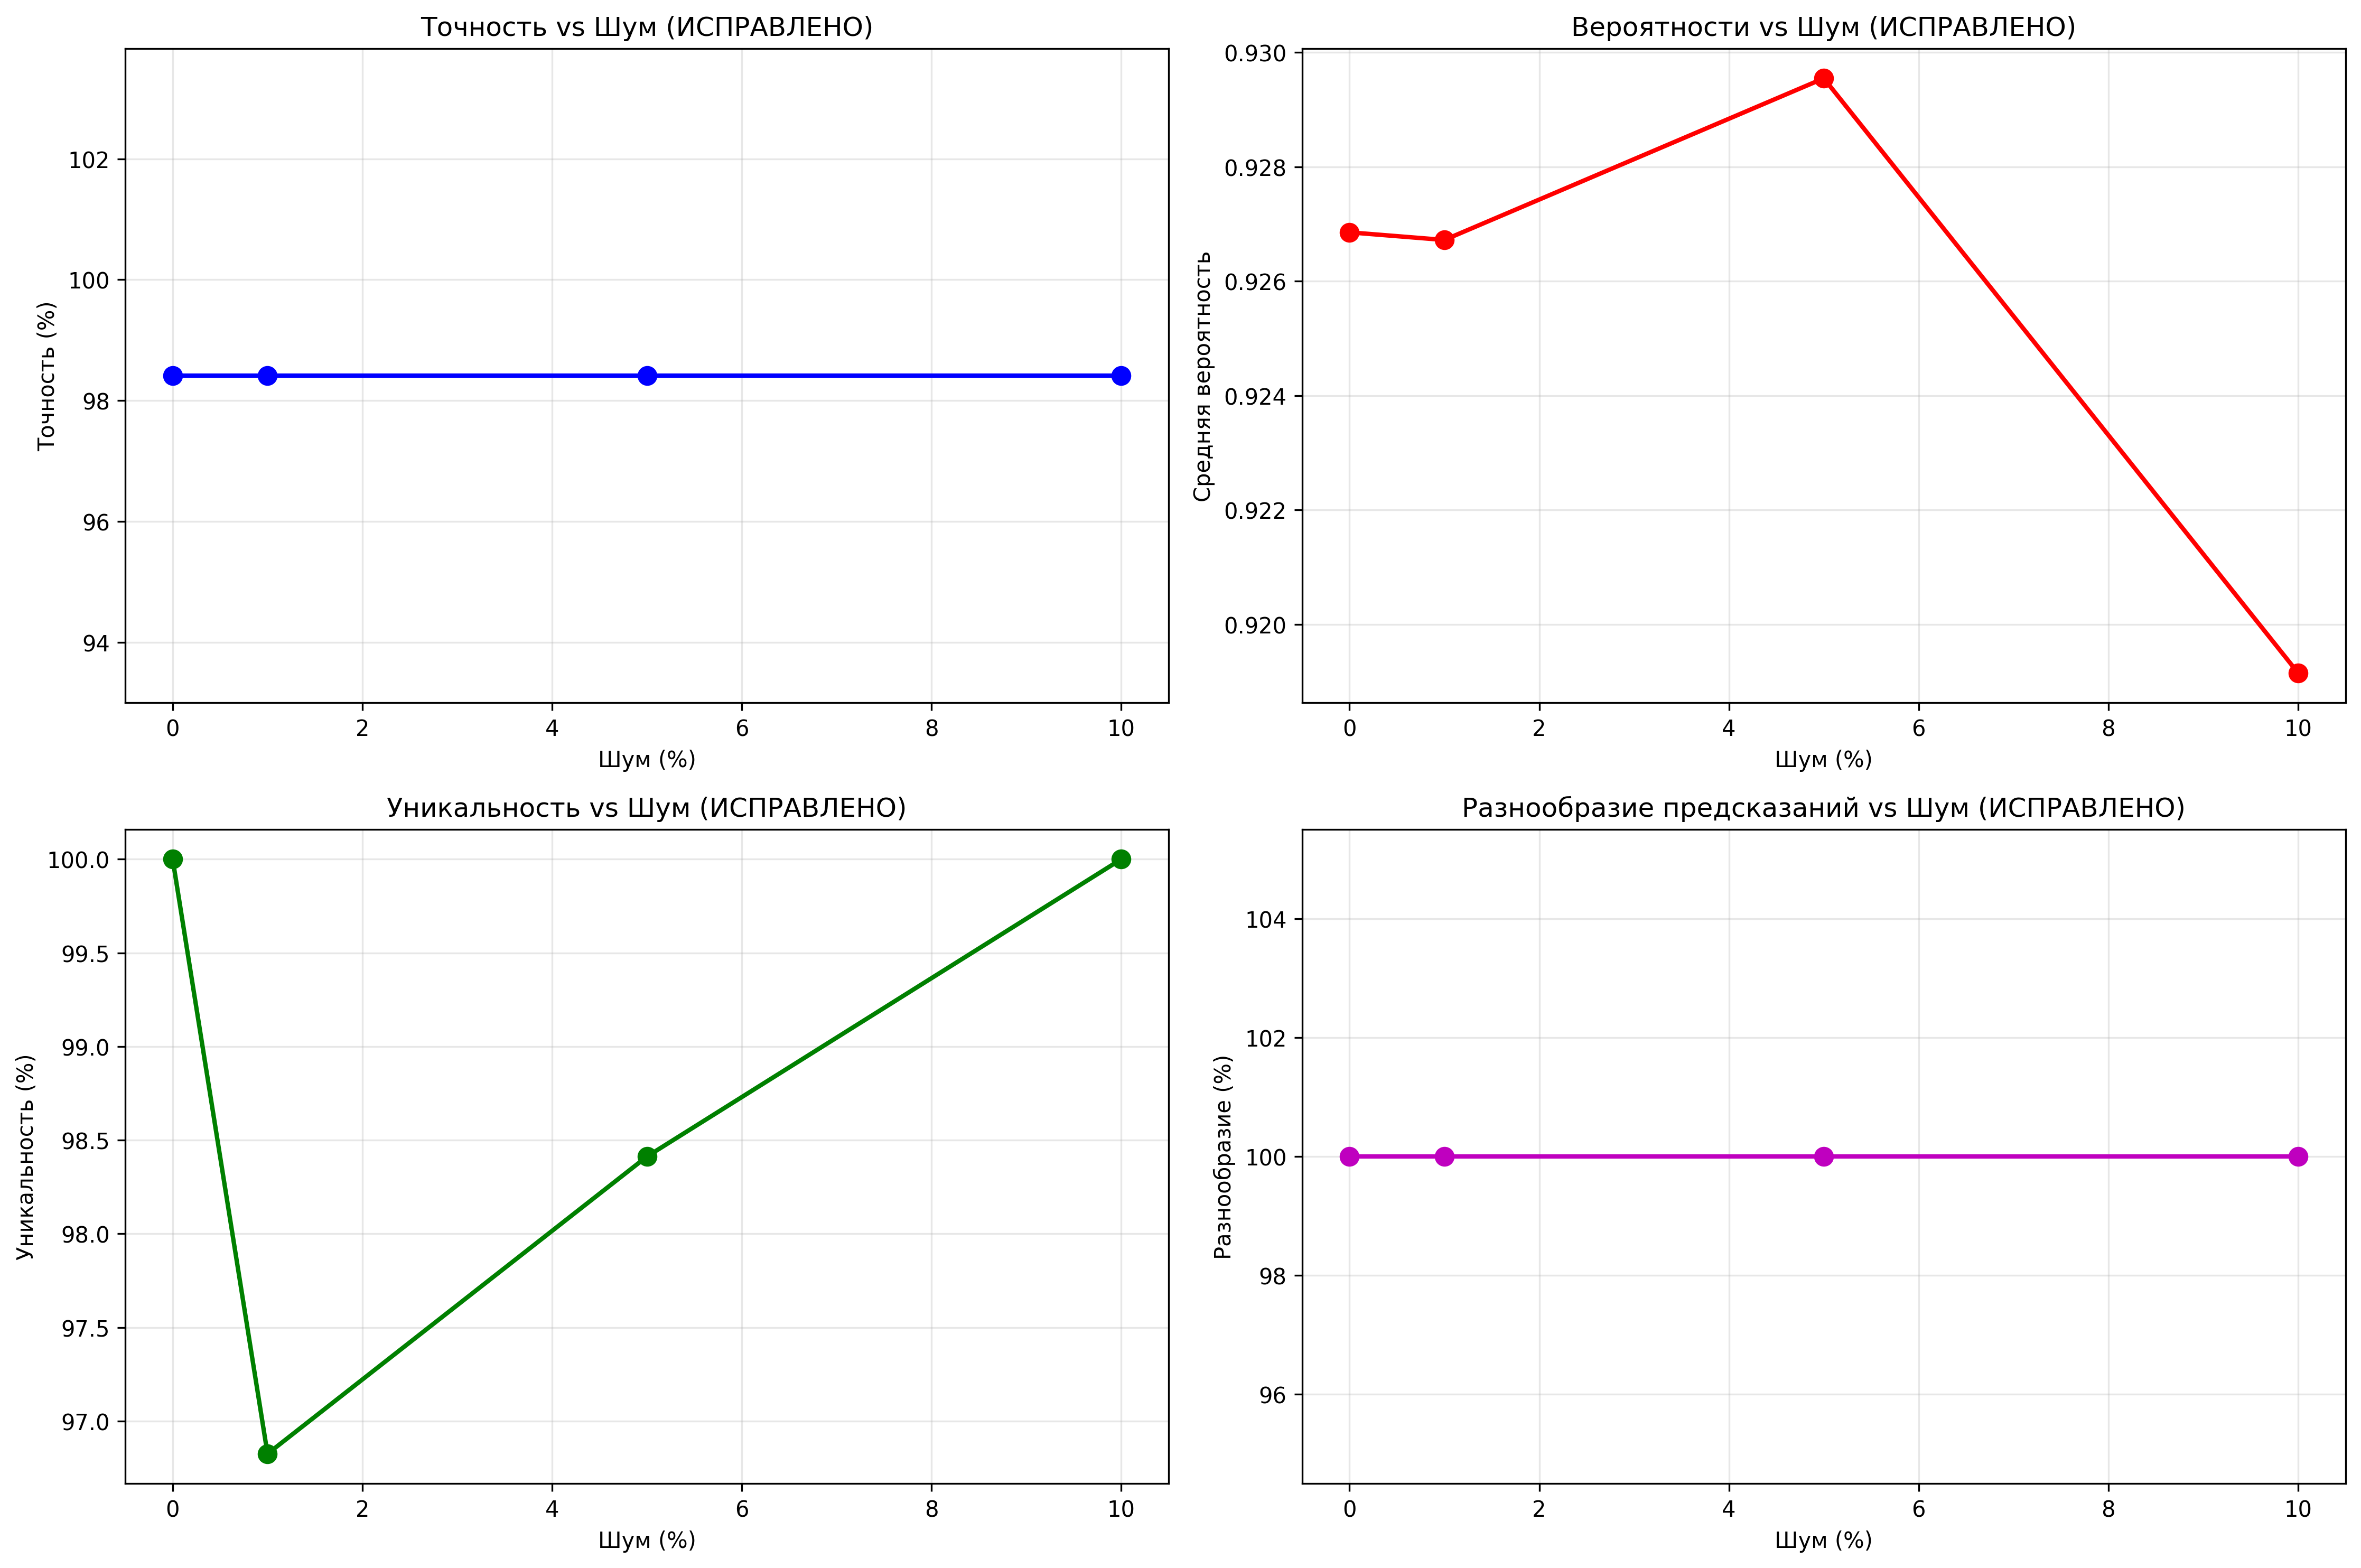 Точность vs Шум (ИСПРАВЛЕНО)
Точность (%)
102
100
98
96
94
0 2 4 6 8 10
Шум (%)
Вероятности vs Шум (ИСПРАВЛЕНО)
Средняя вероятность
0.930
0.928
0.926
0.924
0.922
0.920
0 2 4 6 8 10
Шум (%)
Уникальность vs Шум (ИСПРАВЛЕНО)
Уникальность (%)
100.0
99.5
99.0
98.5
98.0
97.5
97.0
0 2 4 6 8 10
Шум (%)
Разнообразие предсказаний vs Шум (ИСПРАВЛЕНО)
Разнообразие (%)
104
102
100
98
96
0 2 4 6 8 10
Шум (%)